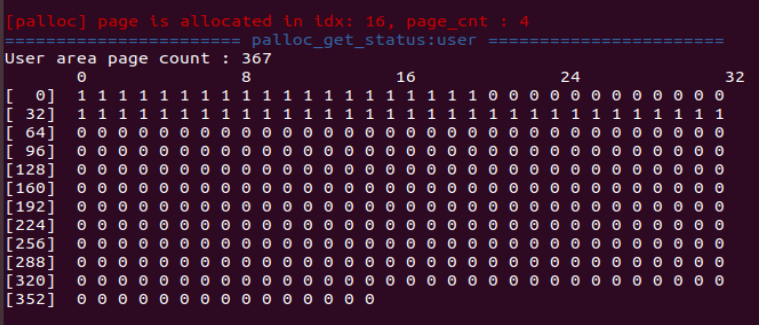 [palloc] page is allocated in idx: 16, page_cnt : 4
======================= palloc_get_status:user =======================
User area page count : 367
0 8 16 24 32
[ 0] 1 1 1 1 1 1 1 1 1 1 1 1 1 1 1 1 1 1 1 1 0 0 0 0 0 0 0 0 0 0 0 0
[ 32] 1 1 1 1 1 1 1 1 1 1 1 1 1 1 1 1 1 1 1 1 1 1 1 1 1 1 1 1 1 1 1 1
[ 64] 0 0 0 0 0 0 0 0 0 0 0 0 0 0 0 0 0 0 0 0 0 0 0 0 0 0 0 0 0 0 0 0
[ 96] 0 0 0 0 0 0 0 0 0 0 0 0 0 0 0 0 0 0 0 0 0 0 0 0 0 0 0 0 0 0 0 0
[128] 0 0 0 0 0 0 0 0 0 0 0 0 0 0 0 0 0 0 0 0 0 0 0 0 0 0 0 0 0 0 0 0
[160] 0 0 0 0 0 0 0 0 0 0 0 0 0 0 0 0 0 0 0 0 0 0 0 0 0 0 0 0 0 0 0 0
[192] 0 0 0 0 0 0 0 0 0 0 0 0 0 0 0 0 0 0 0 0 0 0 0 0 0 0 0 0 0 0 0 0
[224] 0 0 0 0 0 0 0 0 0 0 0 0 0 0 0 0 0 0 0 0 0 0 0 0 0 0 0 0 0 0 0 0
[256] 0 0 0 0 0 0 0 0 0 0 0 0 0 0 0 0 0 0 0 0 0 0 0 0 0 0 0 0 0 0 0 0
[288] 0 0 0 0 0 0 0 0 0 0 0 0 0 0 0 0 0 0 0 0 0 0 0 0 0 0 0 0 0 0 0 0
[320] 0 0 0 0 0 0 0 0 0 0 0 0 0 0 0 0 0 0 0 0 0 0 0 0 0 0 0 0 0 0 0 0
[352] 0 0 0 0 0 0 0 0 0 0 0 0 0 0 0